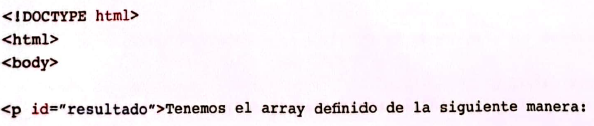 <!DOCTYPE html>
<html>
<body>
<p id="resultado">Tenemos el array definido de la siguiente manera: